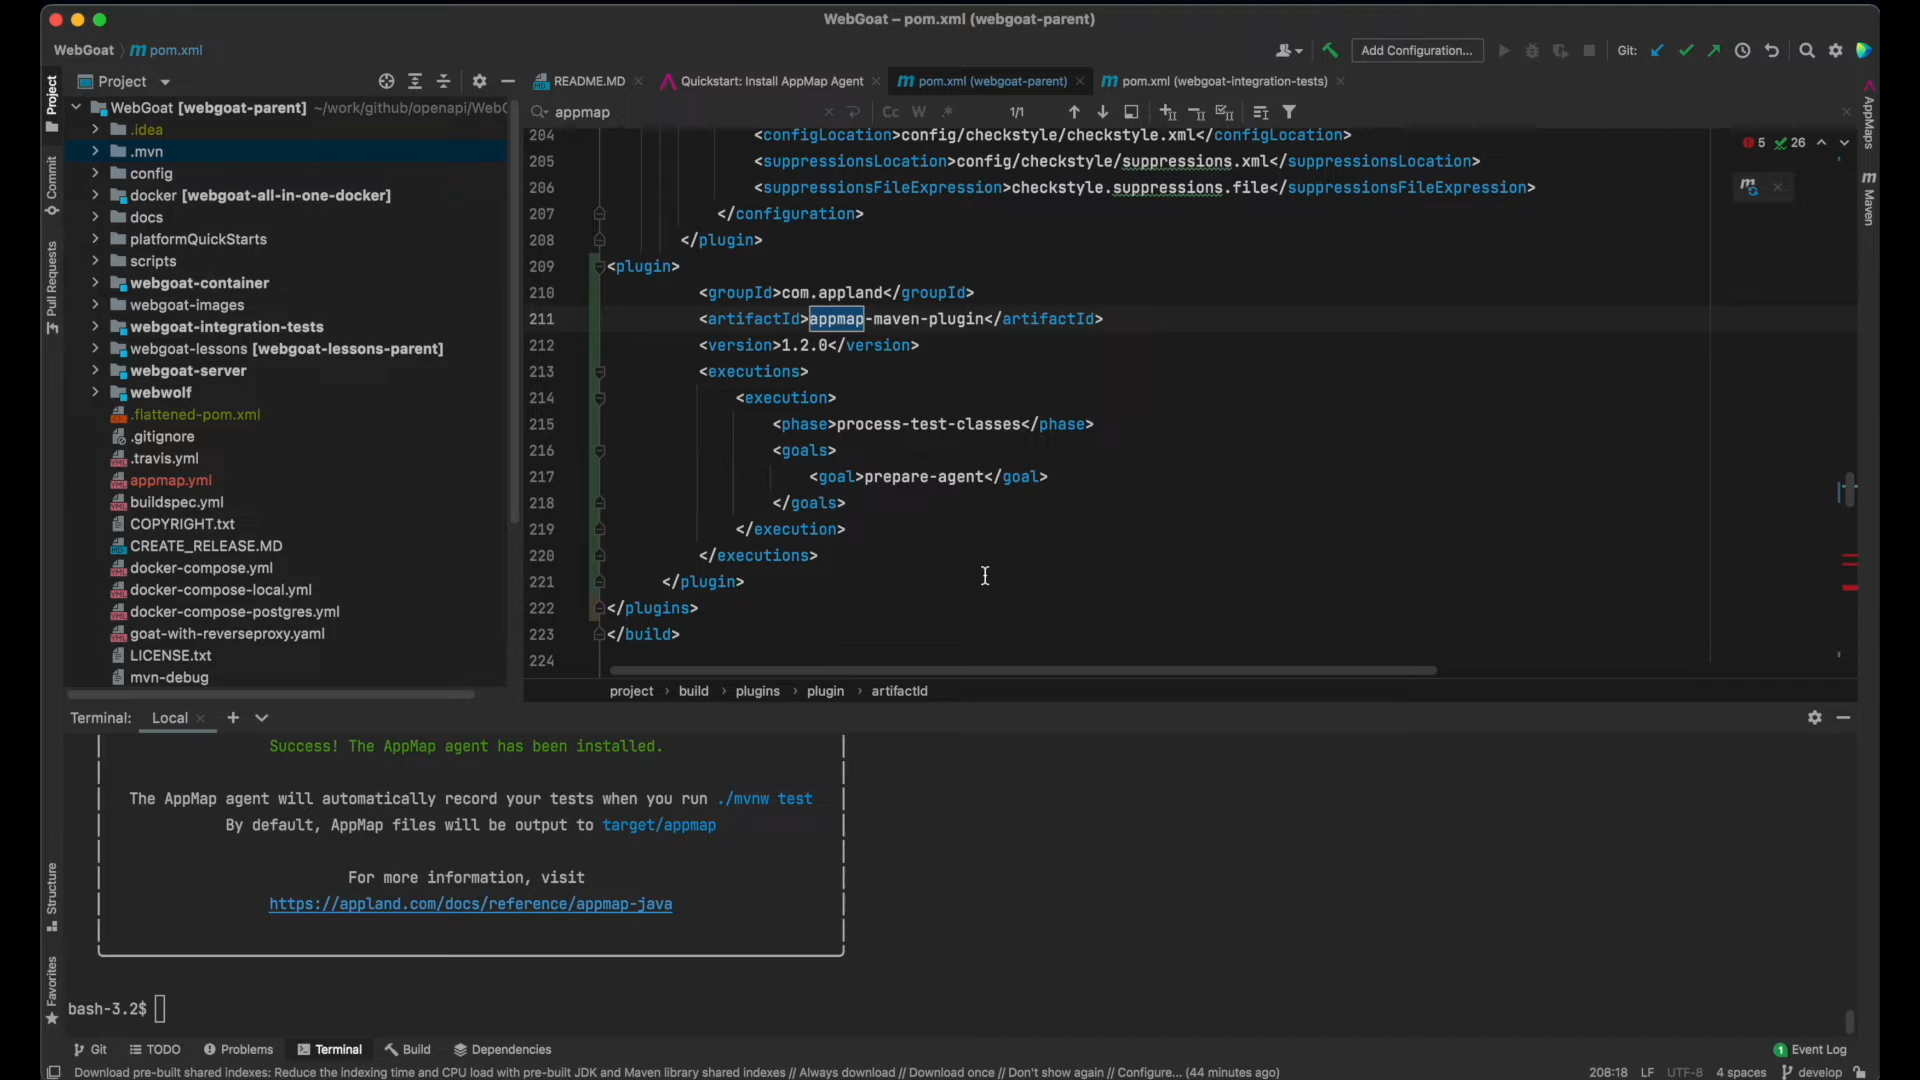 WebGoat – pom.xml (webgoat-parent)
WebGoat
pom.xml
Add Configuration...
Git:
Project
README.MD
Quickstart: Install AppMap Agent
pom.xml (webgoat-parent)
pom.xml (webgoat-integration-tests)
appmap
Cc
W
.*
1/1
5
26
WebGoat [webgoat-parent] ~/work/github/openapi/WebG
.idea
.mvn
config
docker [webgoat-all-in-one-docker]
docs
platformQuickStarts
scripts
webgoat-container
webgoat-images
webgoat-integration-tests
webgoat-lessons [webgoat-lessons-parent]
webgoat-server
webwolf
.flattened-pom.xml
.gitignore
.travis.yml
appmap.yml
buildspec.yml
COPYRIGHT.txt
CREATE_RELEASE.MD
docker-compose.yml
docker-compose-local.yml
docker-compose-postgres.yml
goat-with-reverseproxy.yaml
LICENSE.txt
mvn-debug
204 <configLocation>config/checkstyle/checkstyle.xml</configLocation>
205 <suppressionsLocation>config/checkstyle/suppressions.xml</suppressionsLocation>
206 <suppressionsFileExpression>checkstyle.suppressions.file</suppressionsFileExpression>
207 </configuration>
208 </plugin>
209 <plugin>
210 <groupId>com.appland</groupId>
211 <artifactId>appmap-maven-plugin</artifactId>
212 <version>1.2.0</version>
213 <executions>
214 <execution>
215 <phase>process-test-classes</phase>
216 <goals>
217 <goal>prepare-agent</goal>
218 </goals>
219 </execution>
220 </executions>
221 </plugin>
222 </plugins>
223 </build>
224
project › build › plugins › plugin › artifactId
Project
Commit
Pull Requests
Structure
Favorites
AppMaps
Maven
Terminal:
Local
Success! The AppMap agent has been installed.
The AppMap agent will automatically record your tests when you run ./mvnw test
By default, AppMap files will be output to target/appmap
For more information, visit
https://appland.com/docs/reference/appmap-java
bash-3.2$
Git
TODO
Problems
Terminal
Build
Dependencies
1 Event Log
Download pre-built shared indexes: Reduce the indexing time and CPU load with pre-built JDK and Maven library shared indexes // Always download // Download once // Don't show again // Configure... (44 minutes ago)
208:18
LF
UTF-8
4 spaces
develop